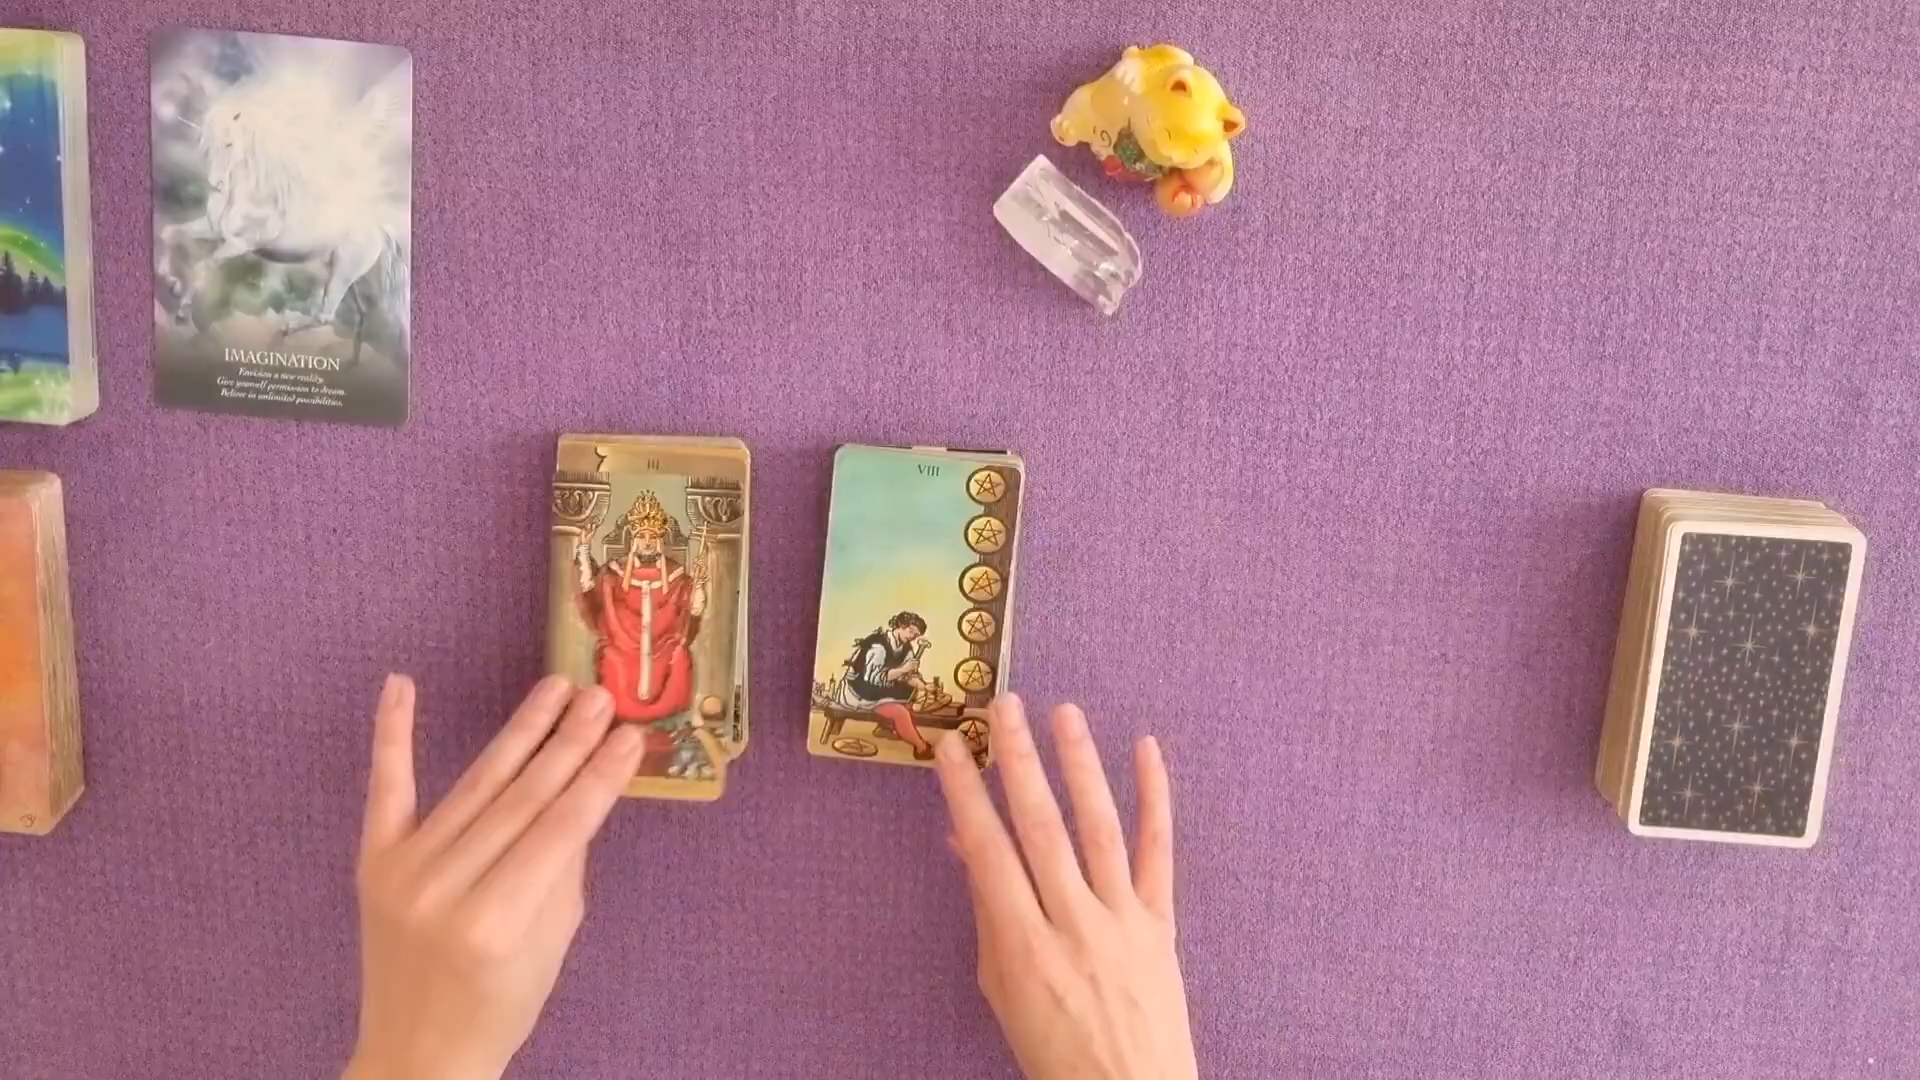 IMAGINATION
Envision a new reality.
Give yourself permission to dream.
Believe in unlimited possibilities.
III
VIII